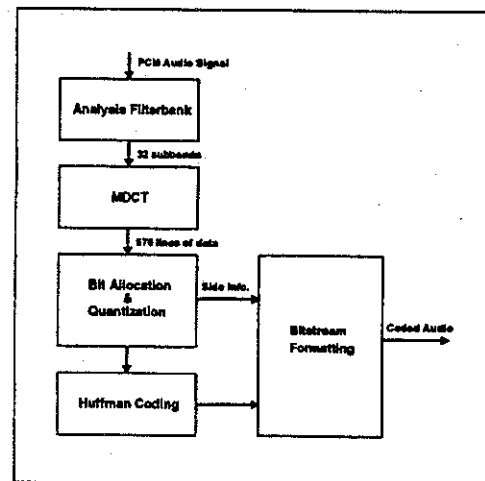 PCM Audio Signal
Analysis Filterbank
32 subbands
MDCT
576 lines of data
Bit Allocation
&
Quantization
Side Info.
Bitstream
Formatting
Coded Audio
Huffman Coding